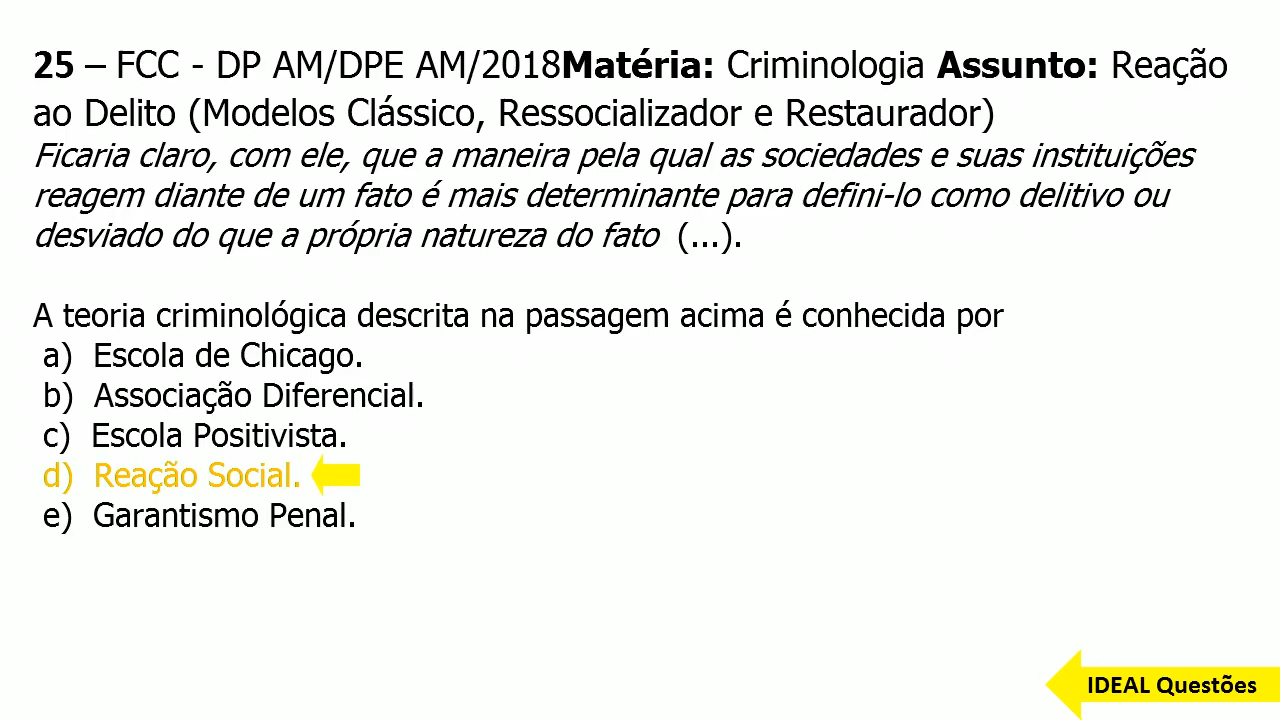 25 – FCC - DP AM/DPE AM/2018Matéria: Criminologia Assunto: Reação
ao Delito (Modelos Clássico, Ressocializador e Restaurador)
Ficaria claro, com ele, que a maneira pela qual as sociedades e suas instituições
reagem diante de um fato é mais determinante para defini-lo como delitivo ou
desviado do que a própria natureza do fato (...).
A teoria criminológica descrita na passagem acima é conhecida por
a) Escola de Chicago.
b) Associação Diferencial.
c) Escola Positivista.
d) Reação Social.
e) Garantismo Penal.
IDEAL Questões